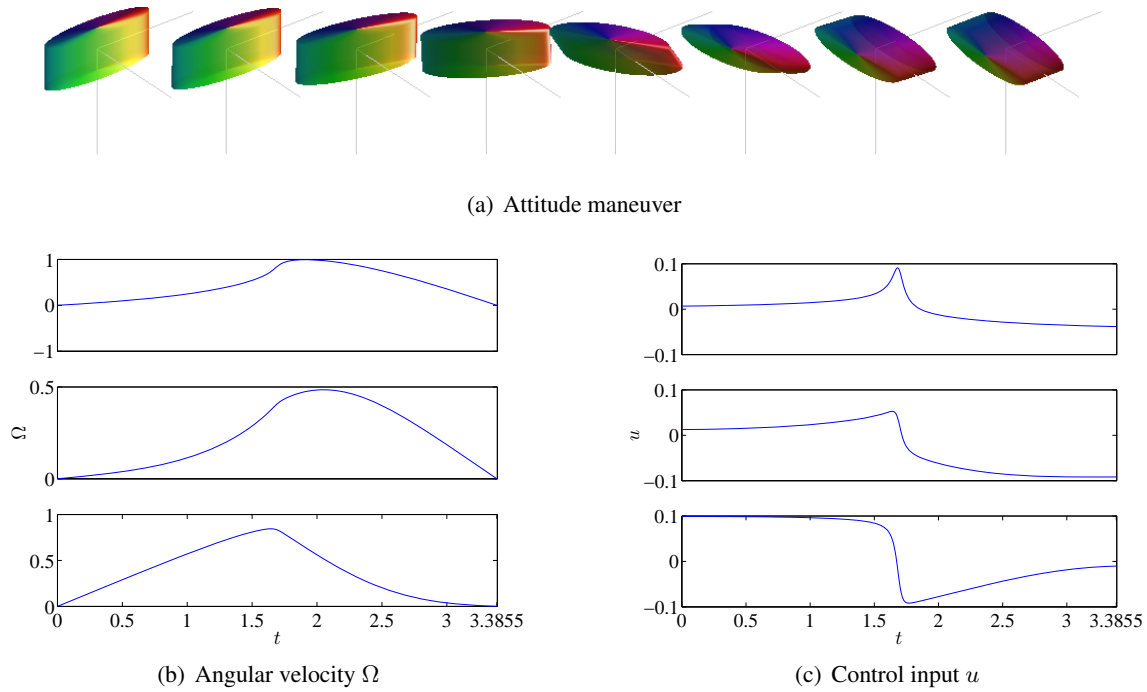 (a) Attitude maneuver
1
0
−1
0.5
Ω
0
1
0.5
0
0 0.5 1 1.5 2 2.5 3 3.3855
t
(b) Angular velocity Ω
0.1
0
−0.1
0.1
u
0
−0.1
0.1
0
−0.1
0 0.5 1 1.5 2 2.5 3 3.3855
t
(c) Control input u